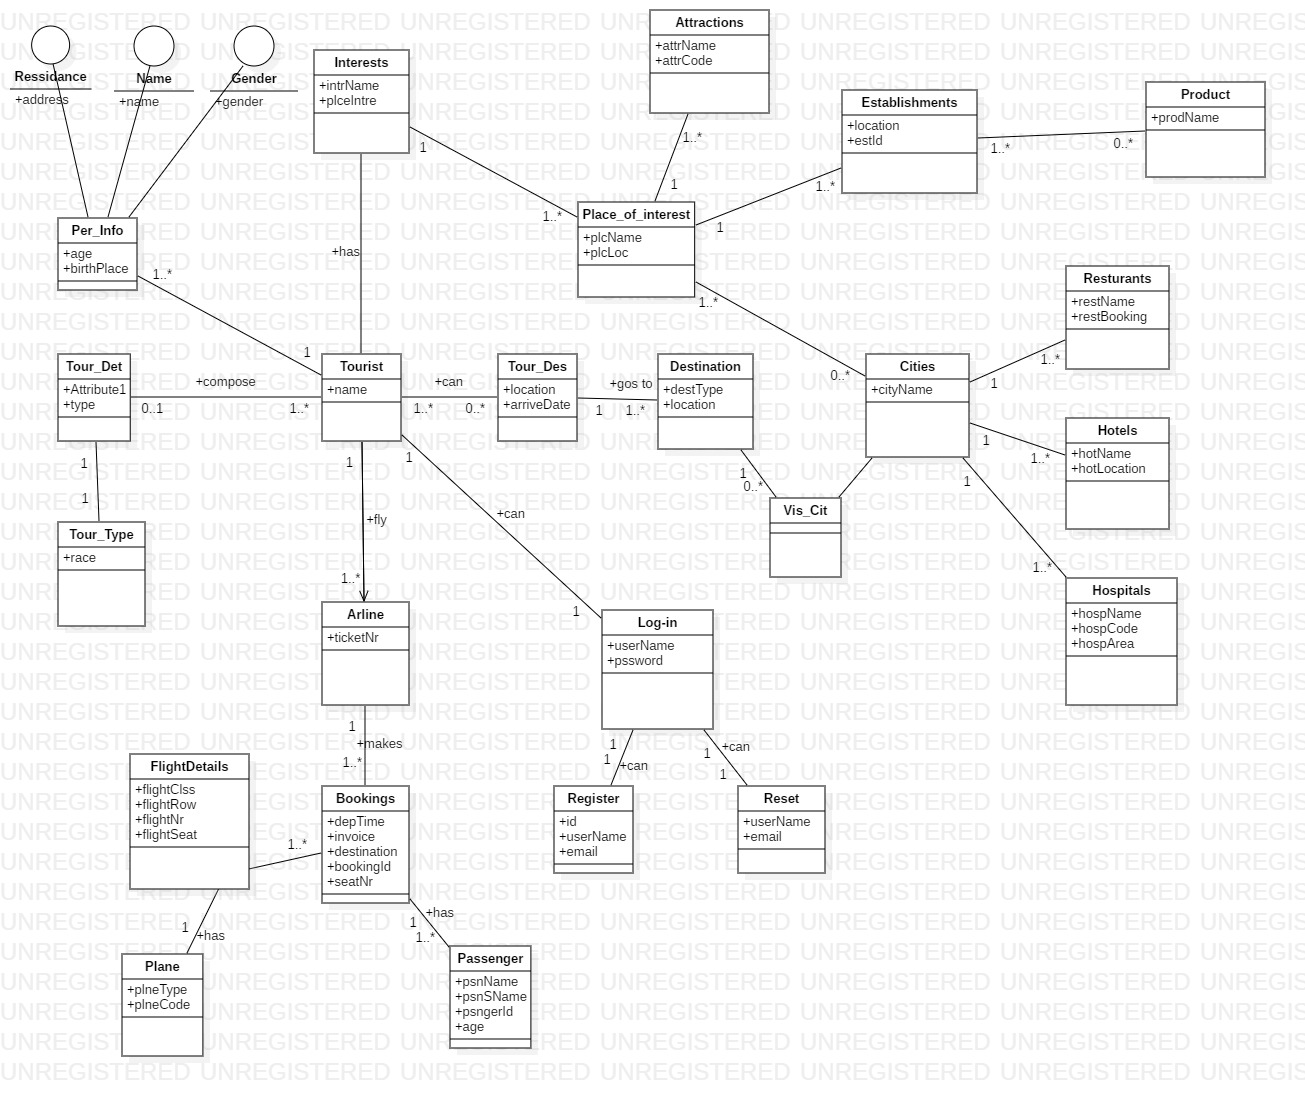 Ressidance
+address
Name
+name
Gender
+gender
Interests
+intrName
+plceIntre
Attractions
+attrName
+attrCode
Establishments
+location
+estId
Product
+prodName
1..*
0..*
1
1..*
1..*
1
1..*
1
Place_of_interest
+plcName
+plcLoc
1..*
0..*
Per_Info
+age
+birthPlace
1..*
1
+has
Resturants
+restName
+restBooking
Tour_Det
+Attribute1
+type
+compose
0..1
1..*
Tourist
+name
+can
1..*
0..*
Tour_Des
+location
+arriveDate
+gos to
1
1..*
Destination
+destType
+location
Cities
+cityName
1
1..*
1
1..*
1
1..*
Hotels
+hotName
+hotLocation
1
0..*
Vis_Cit
1
1
Tour_Type
+race
1
+fly
1..*
1
+can
1
Hospitals
+hospName
+hospCode
+hospArea
Arline
+ticketNr
Log-in
+userName
+pssword
1
+makes
1..*
1
1
+can
1
+can
1
FlightDetails
+flightClss
+flightRow
+flightNr
+flightSeat
1..*
Bookings
+depTime
+invoice
+destination
+bookingId
+seatNr
Register
+id
+userName
+email
Reset
+userName
+email
1
+has
1
+has
1..*
Plane
+plneType
+plneCode
Passenger
+psnName
+psnSName
+psngerId
+age
UNREGISTERED